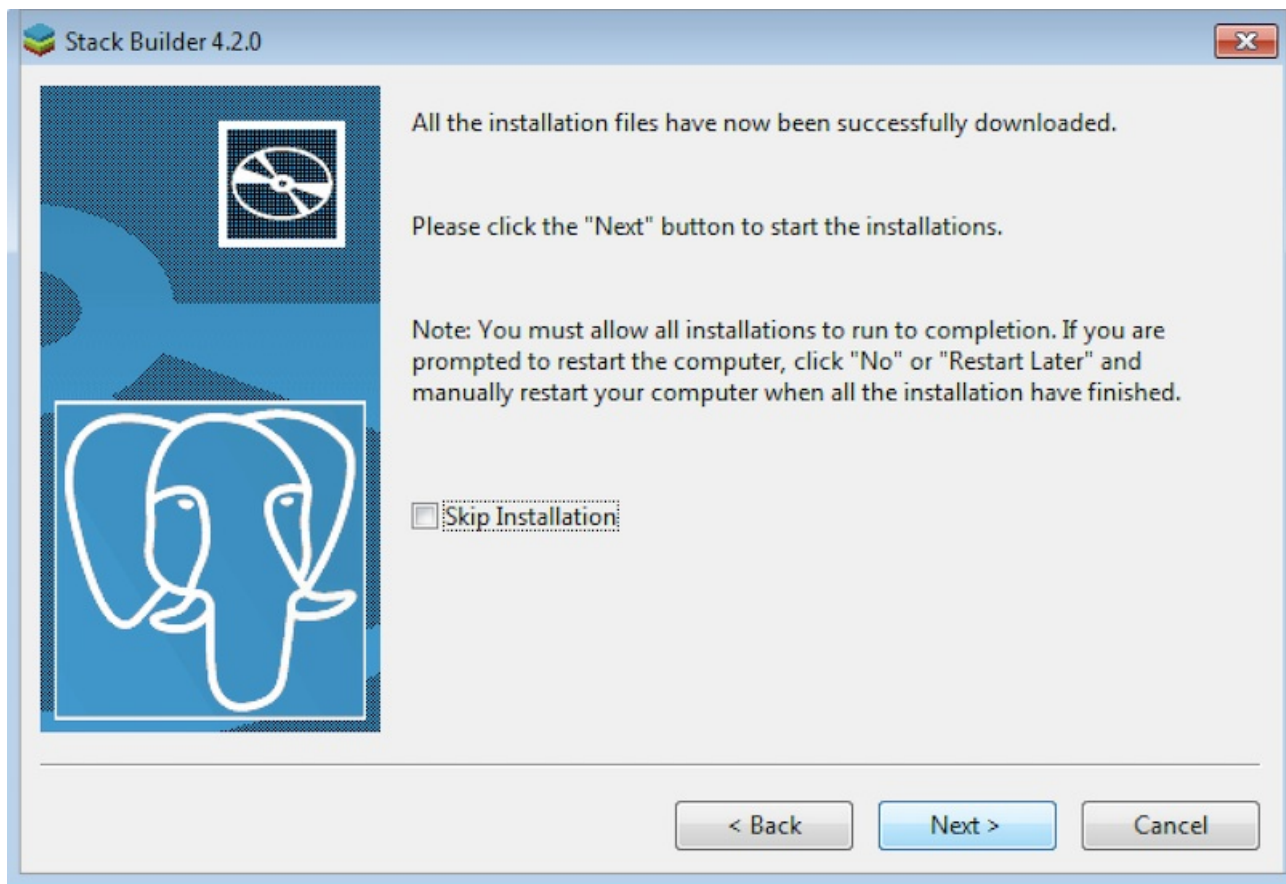 Stack Builder 4.2.0
All the installation files have now been successfully downloaded.
Please click the "Next" button to start the installations.
Note: You must allow all installations to run to completion. If you are
prompted to restart the computer, click "No" or "Restart Later" and
manually restart your computer when all the installation have finished.
Skip Installation
< Back
Next >
Cancel